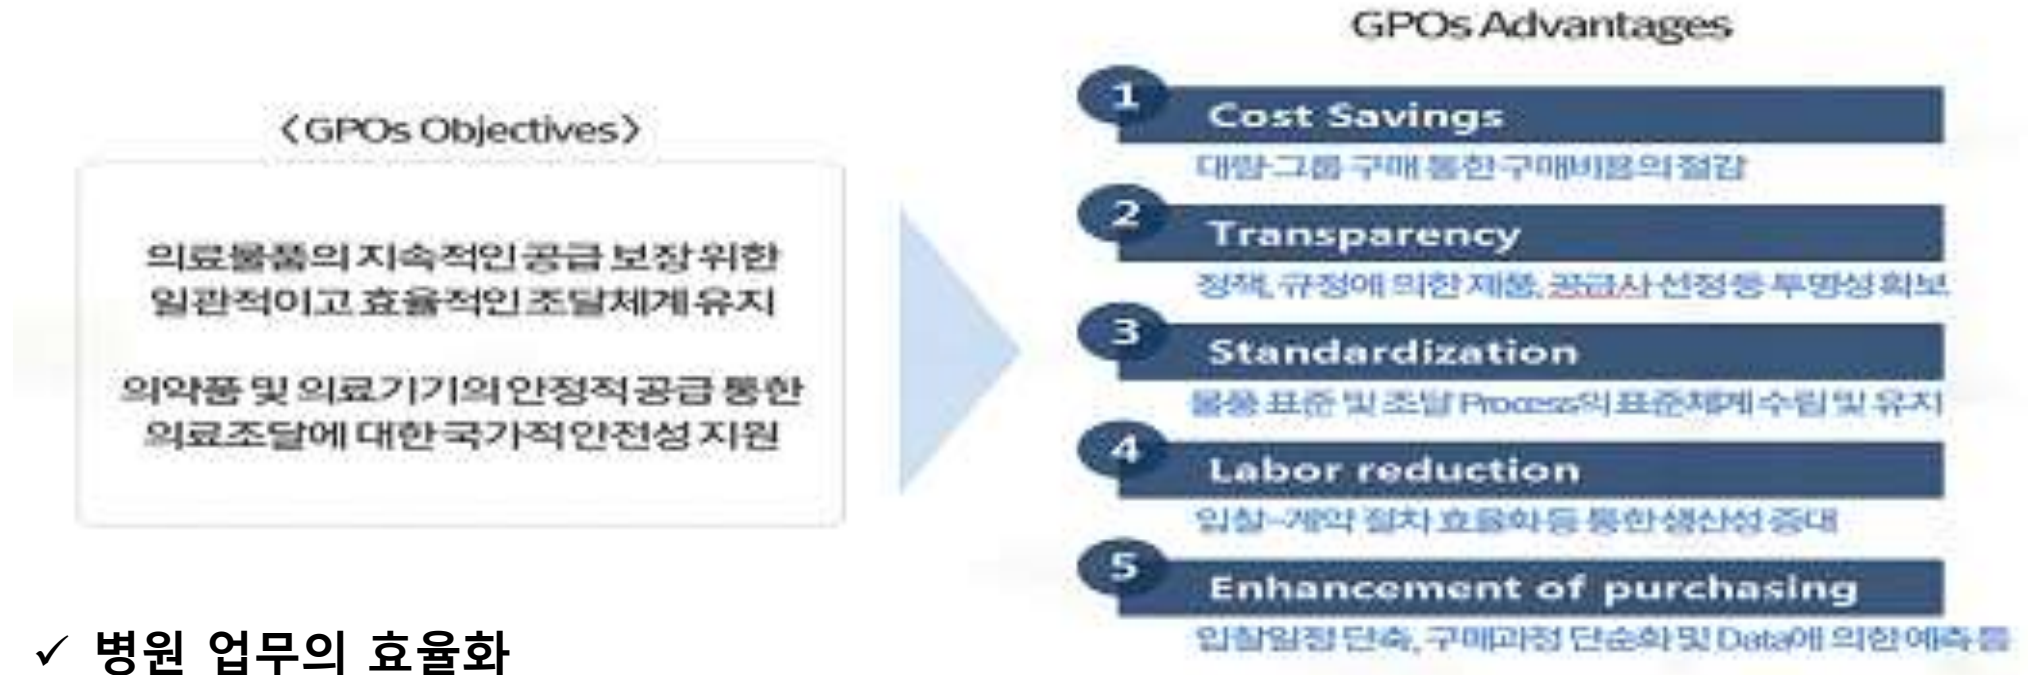 <GPOs Objectives>
의료물품의 지속적인 공급 보장 위한
일관적이고 효율적인 조달체계 유지
의약품 및 의료기기의 안정적 공급 통한
의료조달에 대한 국가적 안전성 지원
GPOs Advantages
1
Cost Savings
대량 그룹 구매 통한 구매비용의 절감
2
Transparency
정책, 규정에 의한 제품, 공급사 선정 등 투명성 확보
3
Standardization
물품 표준 및 조달 Process의 표준체계 수립 및 유지
4
Labor reduction
입찰-계약 절차 효율화 등 통한 생산성 증대
5
Enhancement of purchasing
입찰일정 단축, 구매과정 단순화 및 Data에 의한 예측 등
✓ 병원 업무의 효율화